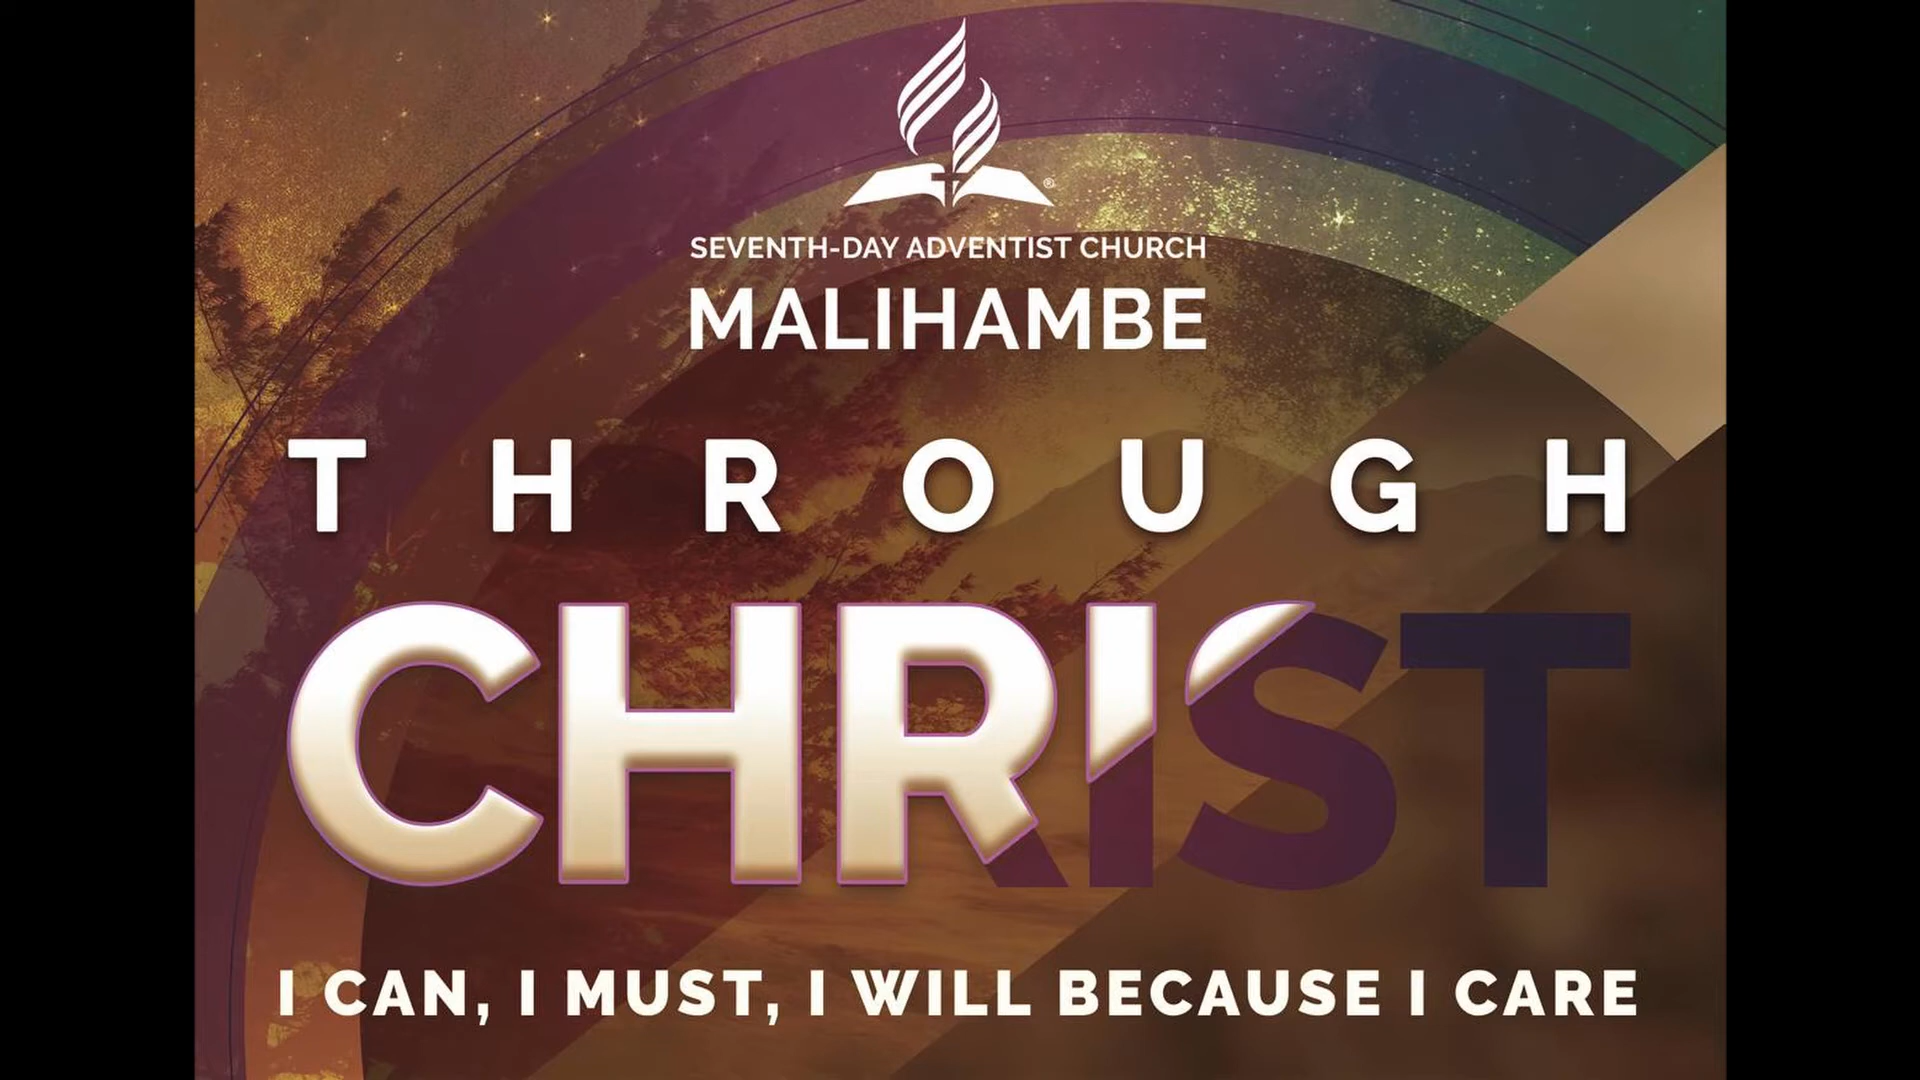 SEVENTH-DAY ADVENTIST CHURCH
MALIHAMBE
THROUGH
CHRIST
I CAN, I MUST, I WILL BECAUSE I CARE